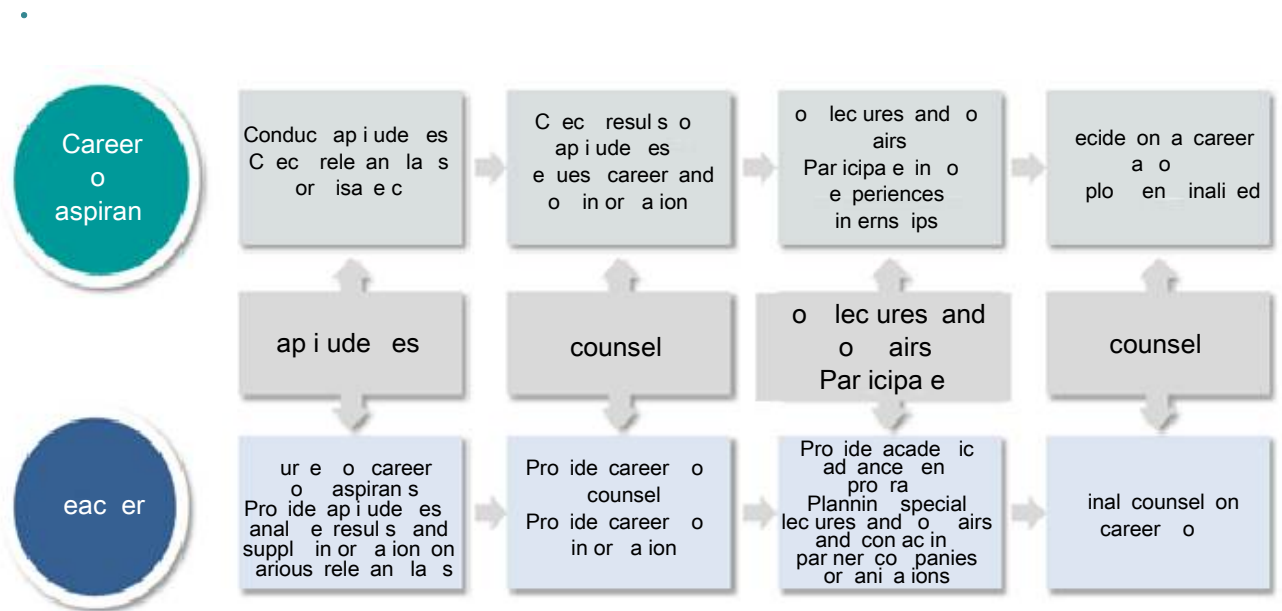 Career
o
aspiran
Conduc ap i ude es
C ec rele an la s
or isa e c
C ec resul s o
ap i ude es
e ues career and
o in or a ion
o lec ures and o
airs
Par icipa e in o
e periences
in erns ips
ecide on a career
a o
plo en inali ed
ap i ude es
counsel
o lec ures and
o airs
Par icipa e
counsel
eac er
ur e o career
o aspiran s
Pro ide ap i ude es
anal e resul s and
suppl in or a ion on
arious rele an la s
Pro ide career o
counsel
Pro ide career o
in or a ion
Pro ide acade ic
ad ance en
pro ra
Plannin special
lec ures and o airs
and con ac in
par ner co panies
or ani a ions
inal counsel on
career o